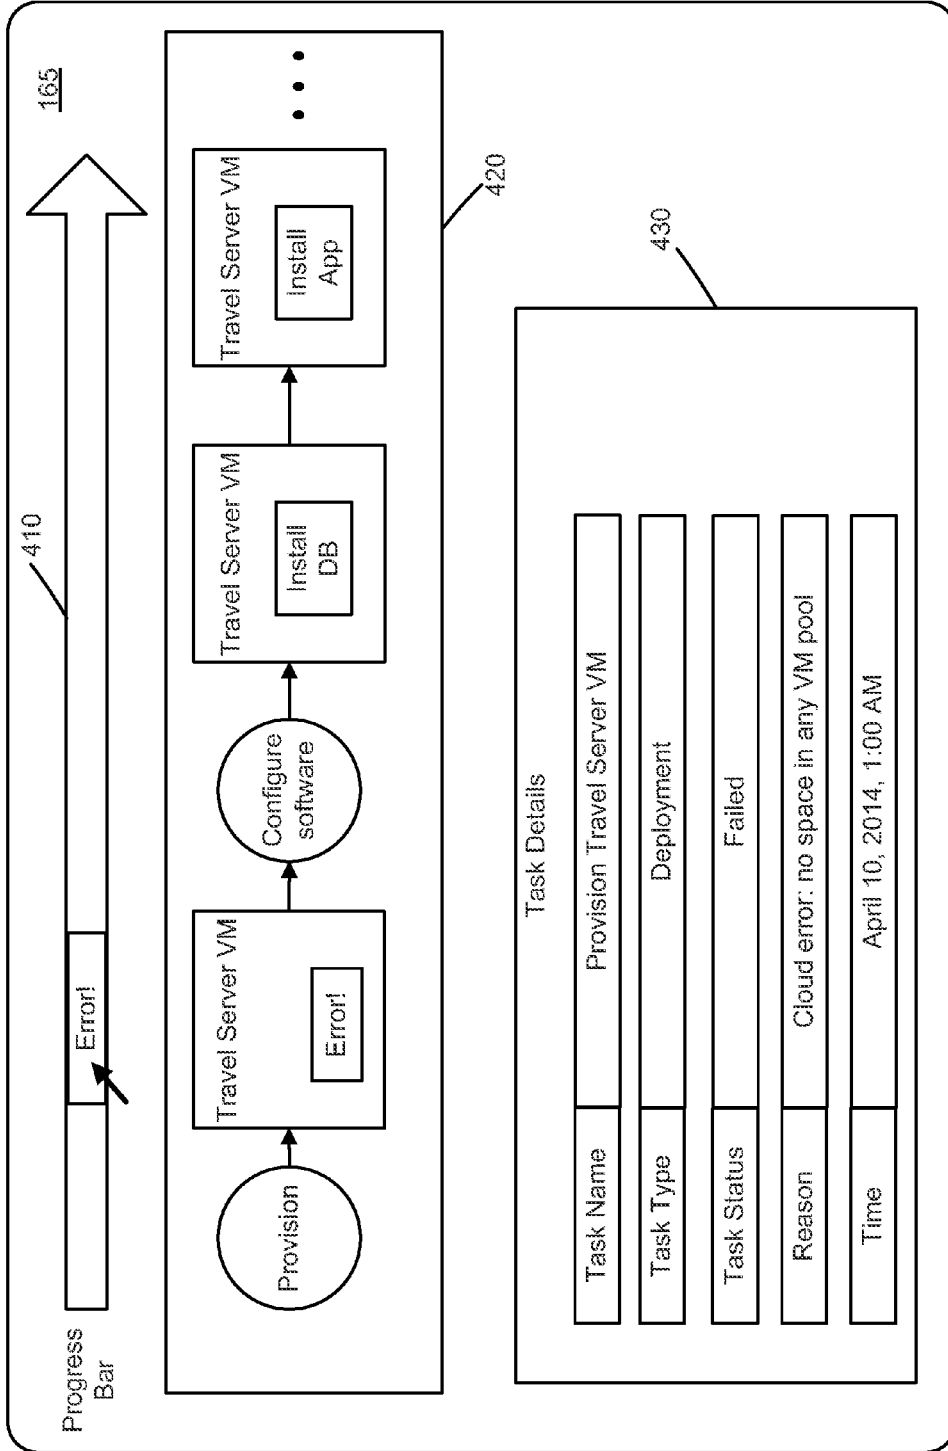 165
410
Progress
Bar
Error!
Provision
Travel Server VM
Error!
Configure
software
Travel Server VM
Install
DB
Travel Server VM
Install
App
420
430
Task Details
Task Name
Provision Travel Server VM
Task Type
Deployment
Task Status
Failed
Reason
Cloud error: no space in any VM pool
Time
April 10, 2014, 1:00 AM